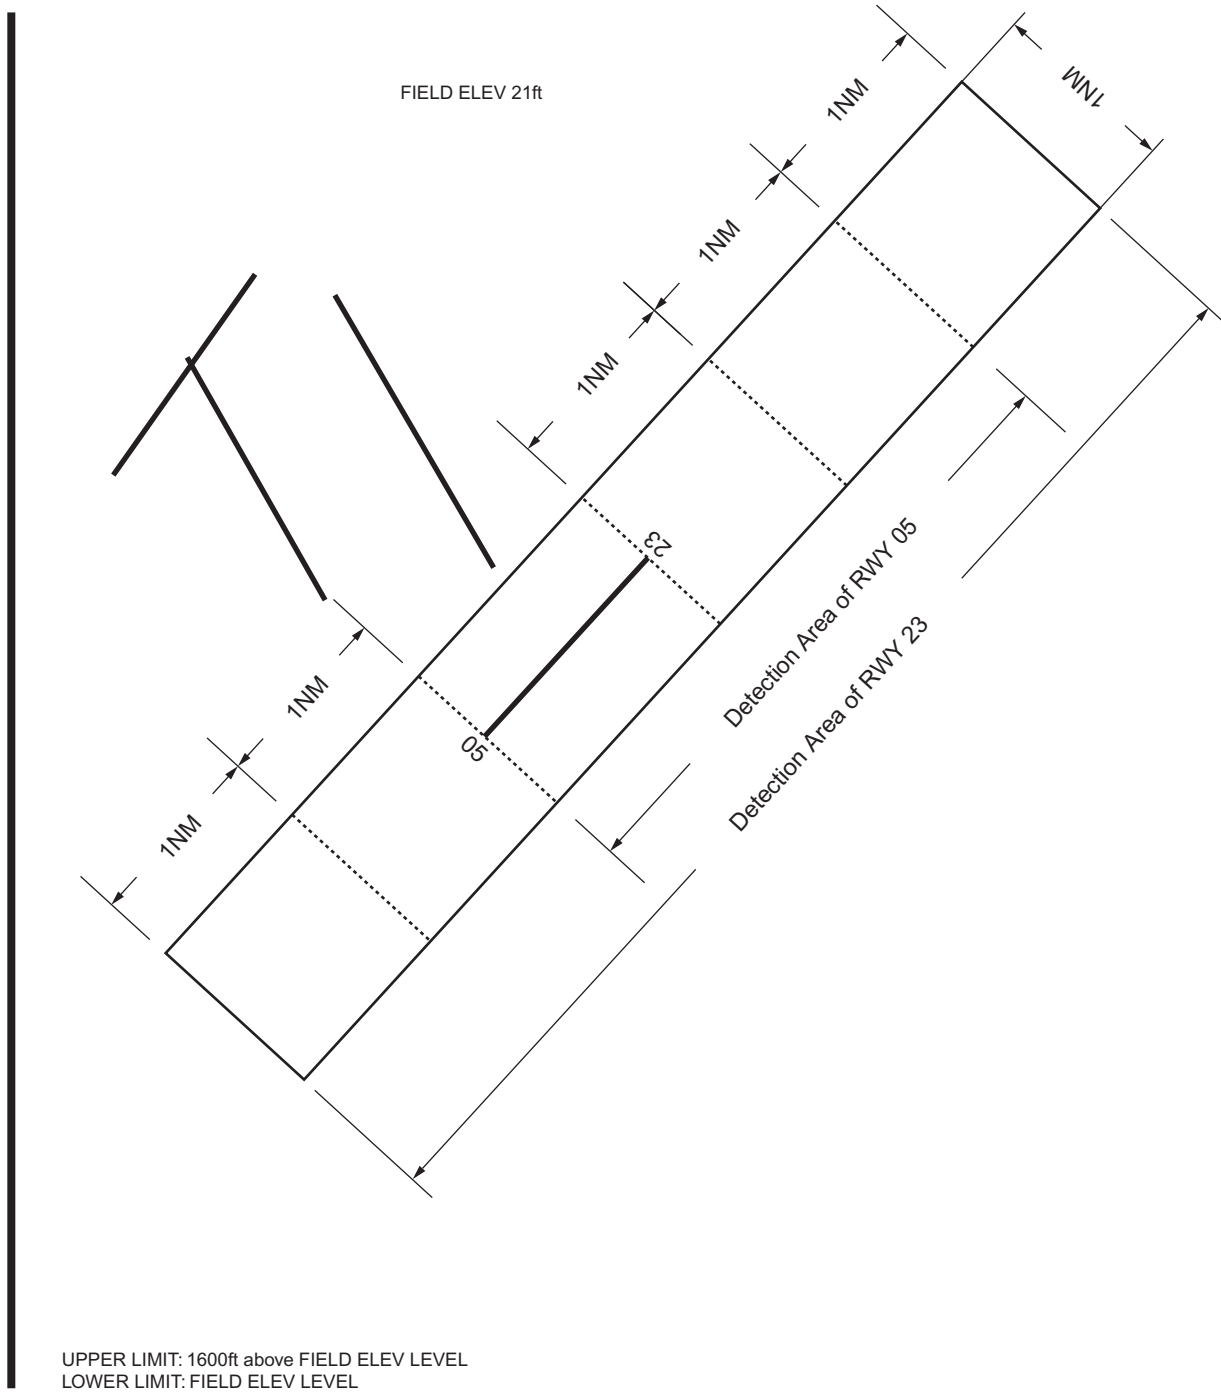 FIELD ELEV 21ft
1NM
1NM
1NM
1NM
23
05
1NM
1NM
Detection Area of RWY 05
Detection Area of RWY 23
UPPER LIMIT: 1600ft above FIELD ELEV LEVEL
LOWER LIMIT: FIELD ELEV LEVEL